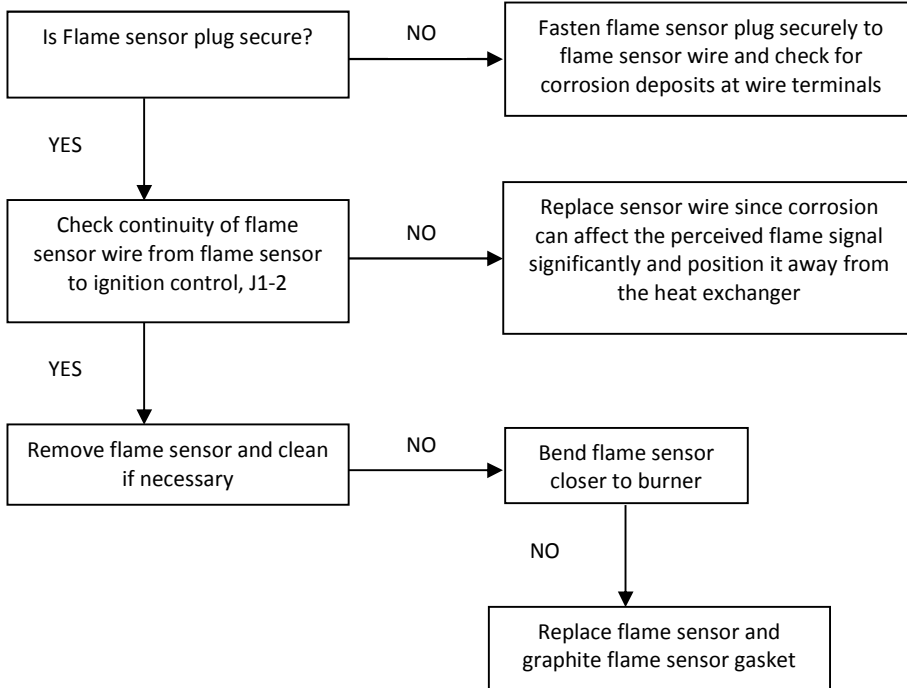 Is Flame sensor plug secure?
NO
Fasten flame sensor plug securely to
flame sensor wire and check for
corrosion deposits at wire terminals
YES
Check continuity of flame
sensor wire from flame sensor
to ignition control, J1-2
NO
Replace sensor wire since corrosion
can affect the perceived flame signal
significantly and position it away from
the heat exchanger
YES
Remove flame sensor and clean
if necessary
NO
Bend flame sensor
closer to burner
NO
Replace flame sensor and
graphite flame sensor gasket